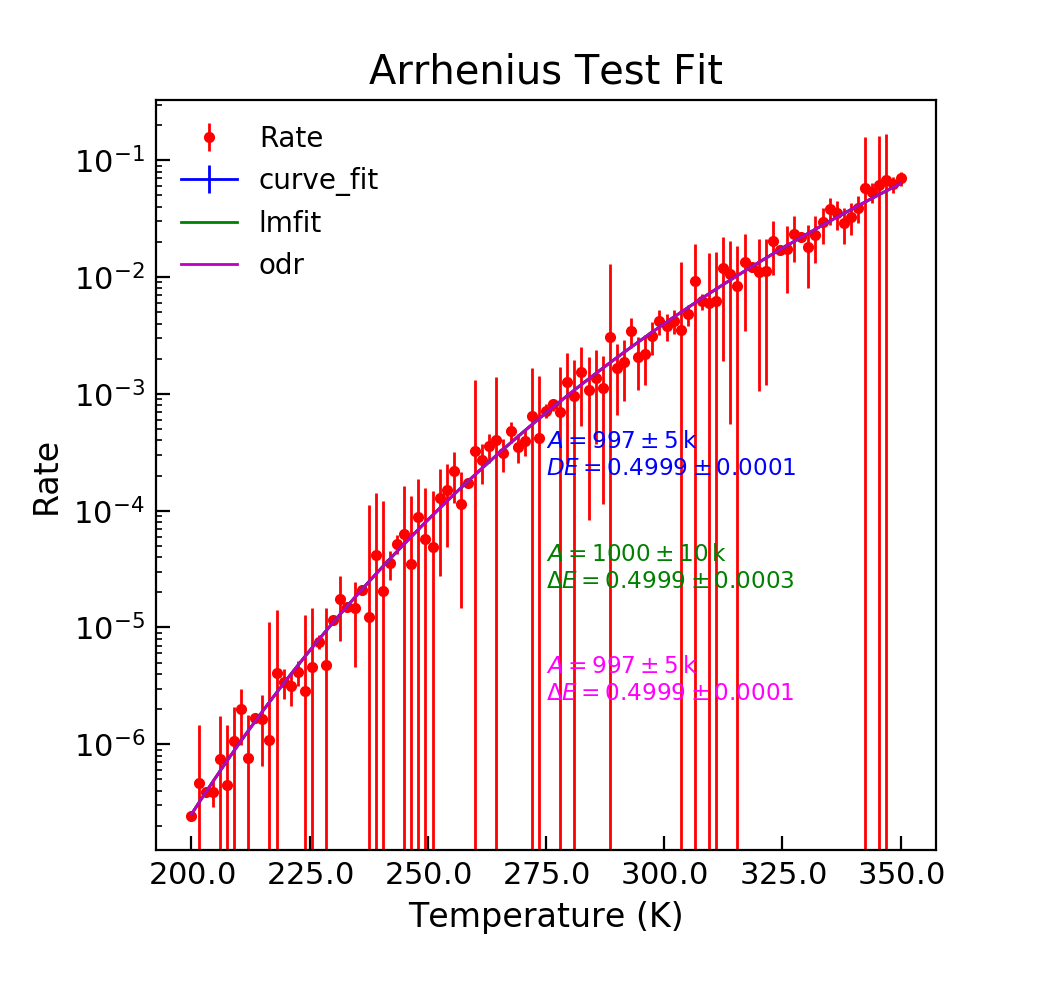 Arrhenius Test Fit
Rate
curve_fit
lmfit
odr
10⁻¹
10⁻²
10⁻³
10⁻⁴
10⁻⁵
10⁻⁶
Rate
A = 997 ± 5 k
DE = 0.4999 ± 0.0001
A = 1000 ± 10 k
ΔE = 0.4999 ± 0.0003
A = 997 ± 5 k
ΔE = 0.4999 ± 0.0001
200.0 225.0 250.0 275.0 300.0 325.0 350.0
Temperature (K)